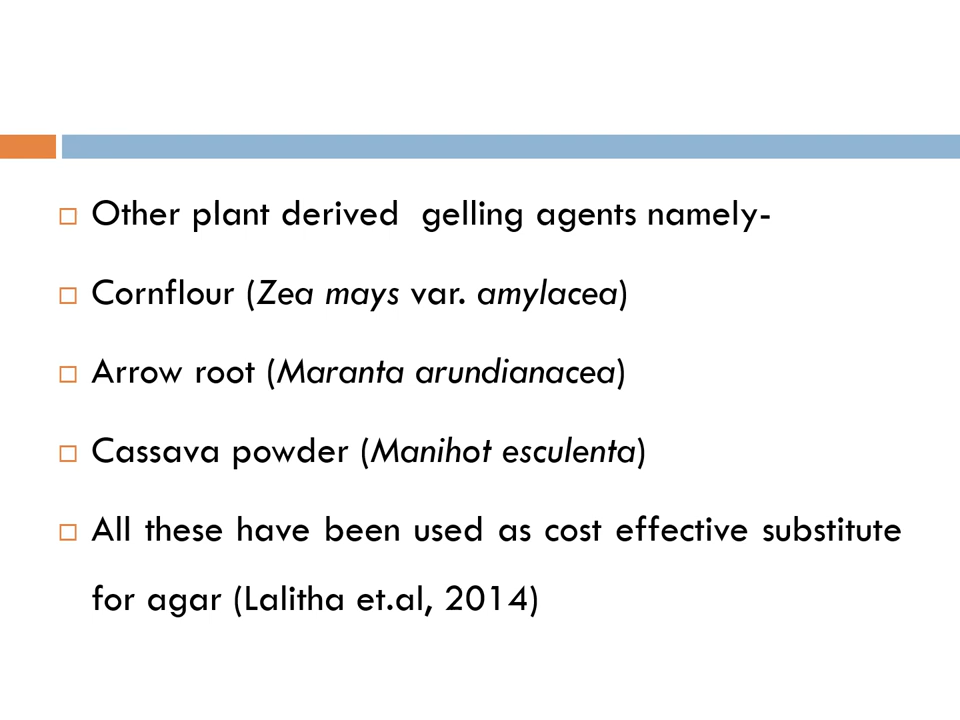 Other plant derived  gelling agents namely-
Cornflour (Zea mays var. amylacea)
Arrow root (Maranta arundianacea)
Cassava powder (Manihot esculenta)
All these have been used as cost effective substitute
for agar (Lalitha et.al, 2014)